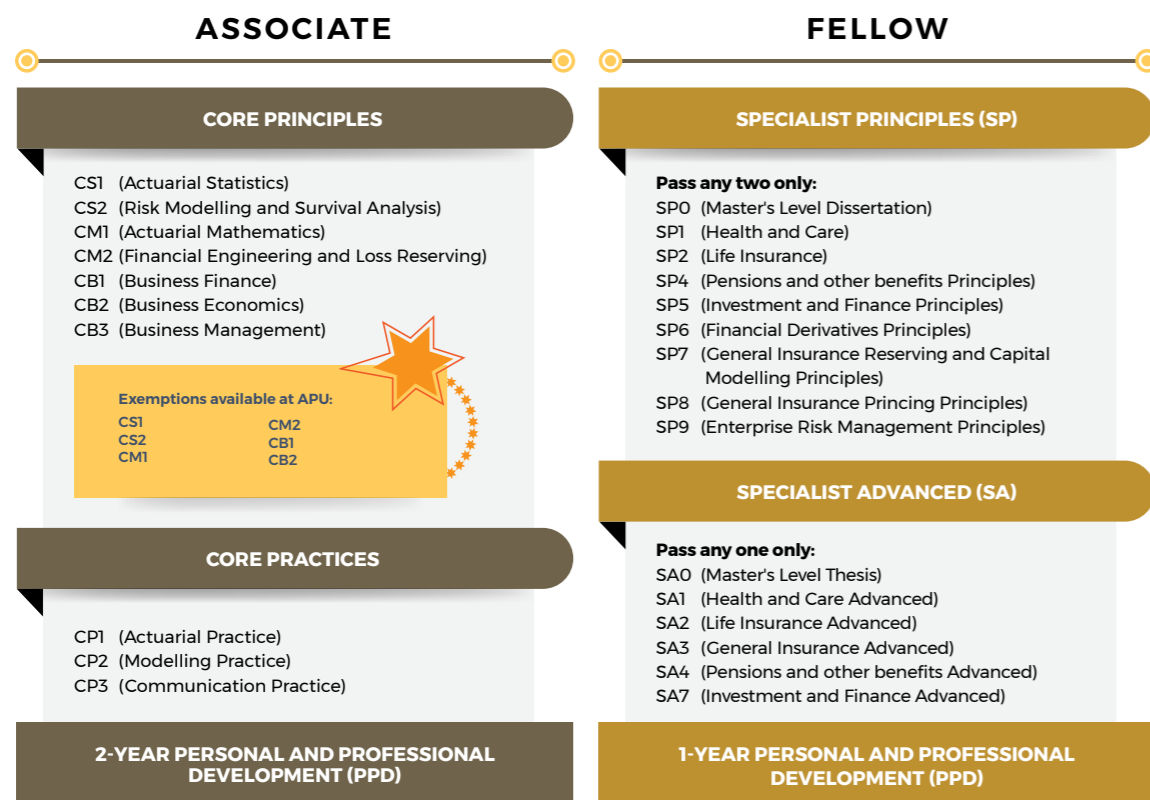 ASSOCIATE
CORE PRINCIPLES
CS1 (Actuarial Statistics)
CS2 (Risk Modelling and Survival Analysis)
CM1 (Actuarial Mathematics)
CM2 (Financial Engineering and Loss Reserving)
CB1 (Business Finance)
CB2 (Business Economics)
CB3 (Business Management)
Exemptions available at APU:
CS1
CS2
CM1
CM2
CB1
CB2
CORE PRACTICES
CP1 (Actuarial Practice)
CP2 (Modelling Practice)
CP3 (Communication Practice)
2-YEAR PERSONAL AND PROFESSIONAL
DEVELOPMENT (PPD)
FELLOW
SPECIALIST PRINCIPLES (SP)
Pass any two only:
SP0 (Master's Level Dissertation)
SP1 (Health and Care)
SP2 (Life Insurance)
SP4 (Pensions and other benefits Principles)
SP5 (Investment and Finance Principles)
SP6 (Financial Derivatives Principles)
SP7 (General Insurance Reserving and Capital
Modelling Principles)
SP8 (General Insurance Princing Principles)
SP9 (Enterprise Risk Management Principles)
SPECIALIST ADVANCED (SA)
Pass any one only:
SA0 (Master's Level Thesis)
SA1 (Health and Care Advanced)
SA2 (Life Insurance Advanced)
SA3 (General Insurance Advanced)
SA4 (Pensions and other benefits Advanced)
SA7 (Investment and Finance Advanced)
1-YEAR PERSONAL AND PROFESSIONAL
DEVELOPMENT (PPD)